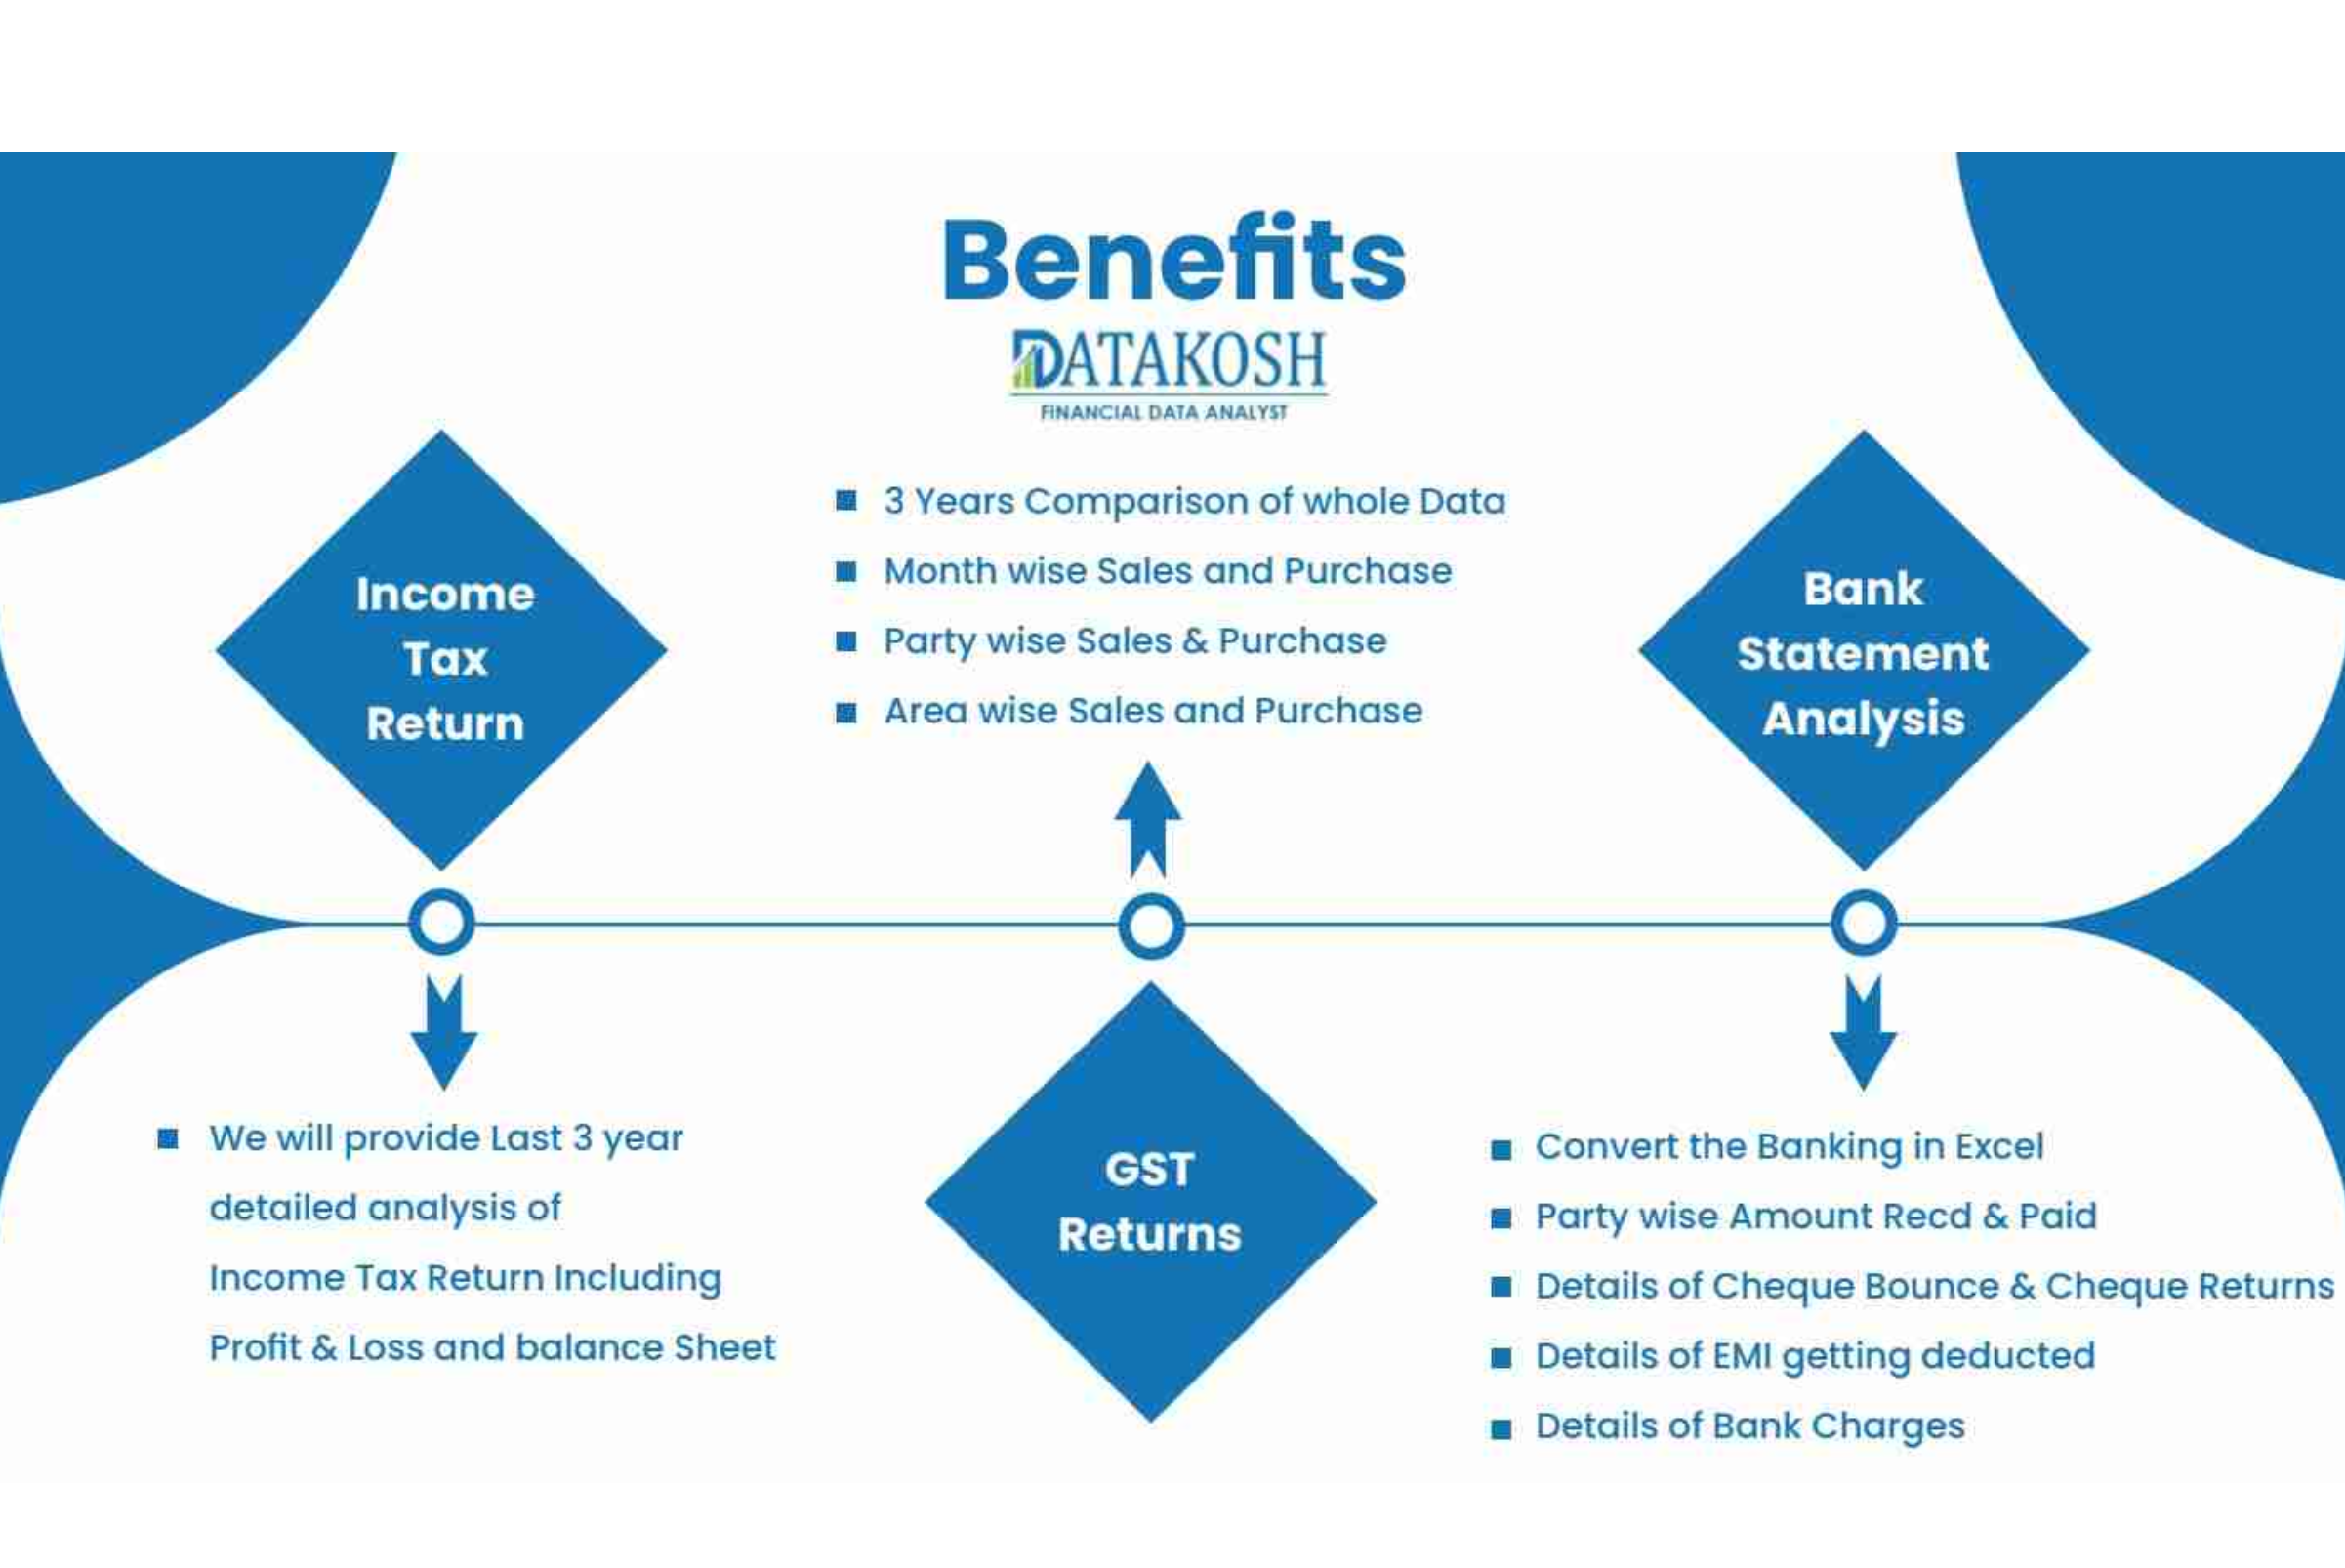 Benefits
DATAKOSH
FINANCIAL DATA ANALYST
Income
Tax
Return
We will provide Last 3 year
detailed analysis of
Income Tax Return Including
Profit & Loss and balance Sheet
3 Years Comparison of whole Data
Month wise Sales and Purchase
Party wise Sales & Purchase
Area wise Sales and Purchase
GST
Returns
Bank
Statement
Analysis
Convert the Banking in Excel
Party wise Amount Recd & Paid
Details of Cheque Bounce & Cheque Returns
Details of EMI getting deducted
Details of Bank Charges